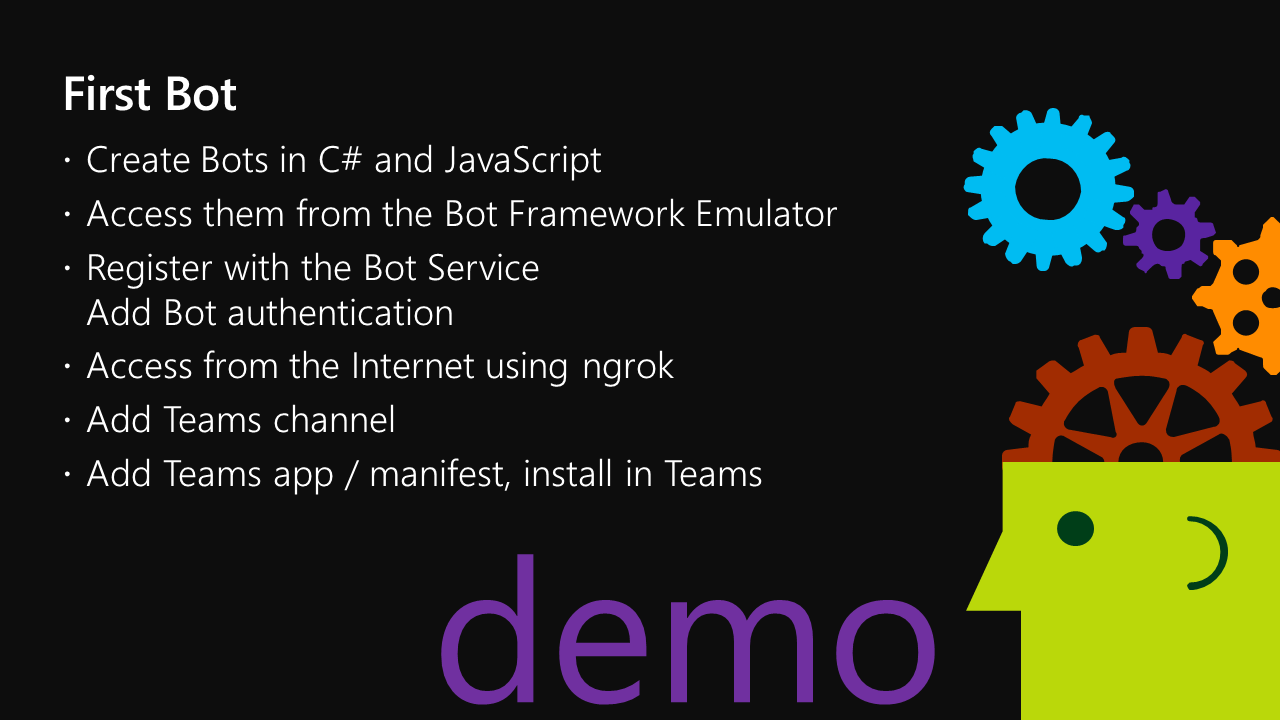 First Bot
· Create Bots in C# and JavaScript
· Access them from the Bot Framework Emulator
· Register with the Bot Service
Add Bot authentication
· Access from the Internet using ngrok
· Add Teams channel
· Add Teams app / manifest, install in Teams
demo